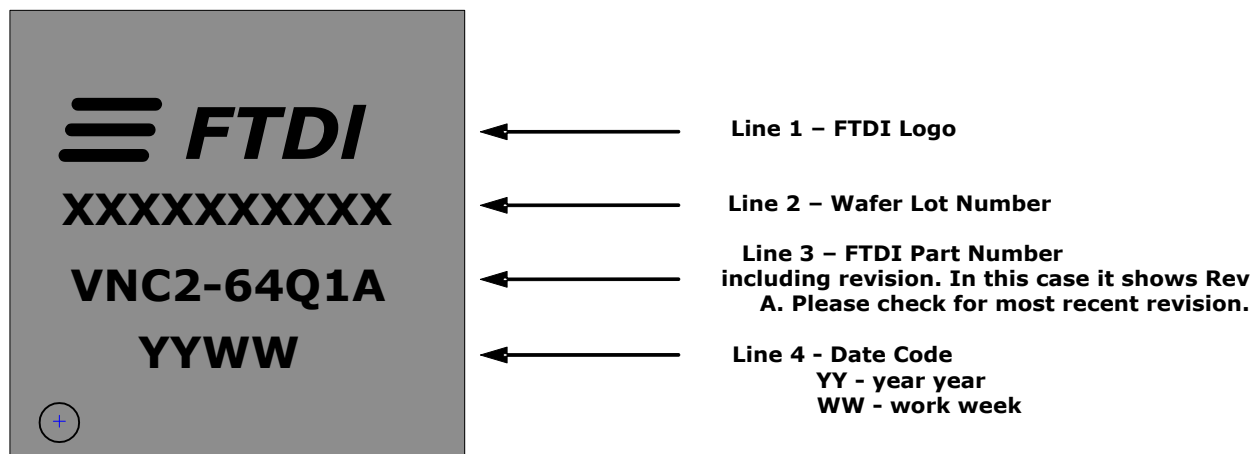 FTDI
XXXXXXXXXX
VNC2-64Q1A
YYWW
Line 1 – FTDI Logo
Line 2 – Wafer Lot Number
Line 3 – FTDI Part Number
including revision. In this case it shows Rev
A. Please check for most recent revision.
Line 4 - Date Code
YY - year year
WW - work week